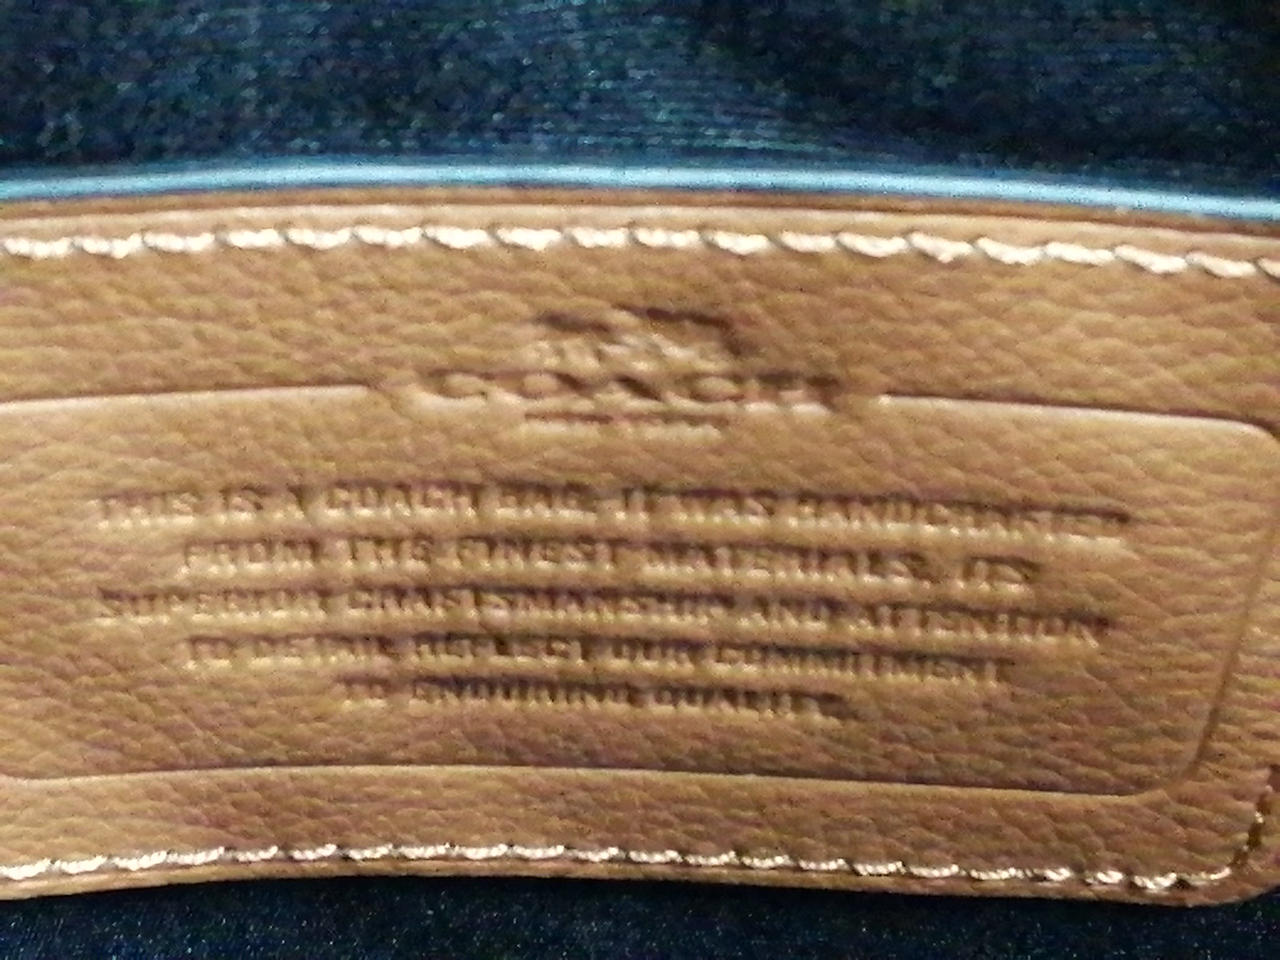 COACH
THIS IS A COACH BAG. IT WAS HANDCRAFTED
FROM THE FINEST MATERIALS. ITS
SUPERIOR CRAFTSMANSHIP AND ATTENTION
TO DETAIL REFLECT OUR COMMITMENT
TO ENDURING QUALITY.